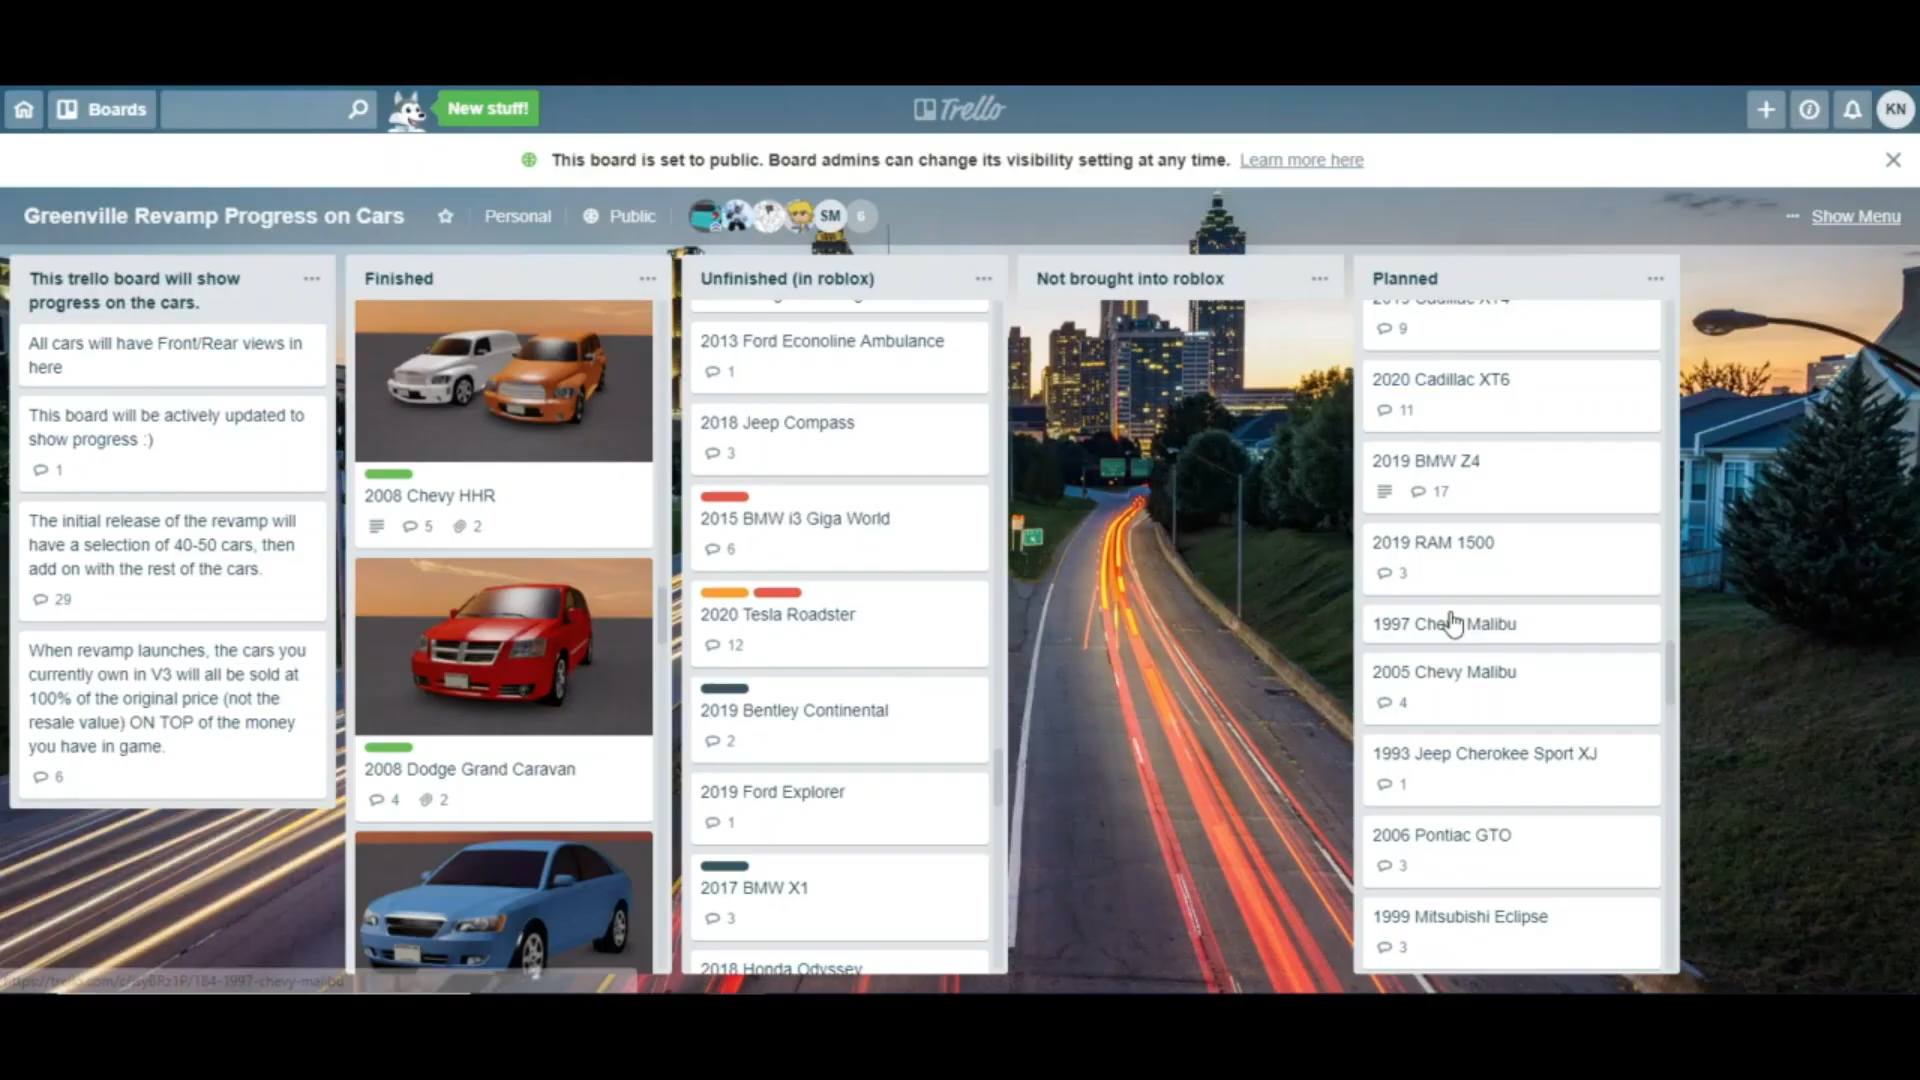 Boards
New stuff!
Trello
KN
This board is set to public. Board admins can change its visibility setting at any time. Learn more here
Greenville Revamp Progress on Cars
Personal
Public
SM
6
Show Menu
This trello board will show
progress on the cars.
All cars will have Front/Rear views in
here
This board will be actively updated to
show progress :)
1
The initial release of the revamp will
have a selection of 40-50 cars, then
add on with the rest of the cars.
29
When revamp launches, the cars you
currently own in V3 will all be sold at
100% of the original price (not the
resale value) ON TOP of the money
you have in game.
6
Finished
2008 Chevy HHR
5 2
2008 Dodge Grand Caravan
4 2
Unfinished (in roblox)
2013 Ford Econoline Ambulance
1
2018 Jeep Compass
3
2015 BMW i3 Giga World
6
2020 Tesla Roadster
12
2019 Bentley Continental
2
2019 Ford Explorer
1
2017 BMW X1
3
2018 Honda Odyssey
Not brought into roblox
Planned
9
2020 Cadillac XT6
11
2019 BMW Z4
17
2019 RAM 1500
3
1997 Chevy Malibu
2005 Chevy Malibu
4
1993 Jeep Cherokee Sport XJ
1
2006 Pontiac GTO
3
1999 Mitsubishi Eclipse
3